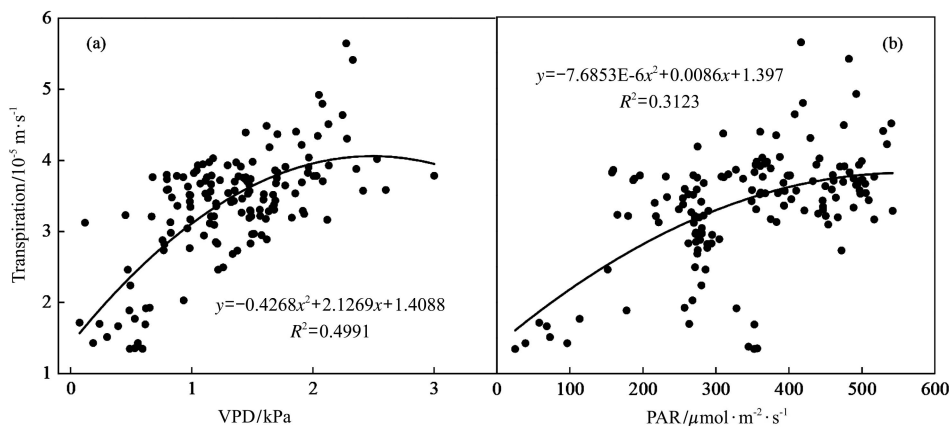 6
5
4
3
2
1
Transpiration/10⁻⁵ m·s⁻¹
(a)
y=−0.4268x²+2.1269x+1.4088
R²=0.4991
0 1 2 3
VPD/kPa
(b)
y=−7.6853E-6x²+0.0086x+1.397
R²=0.3123
0 100 200 300 400 500 600
PAR/μmol·m⁻²·s⁻¹